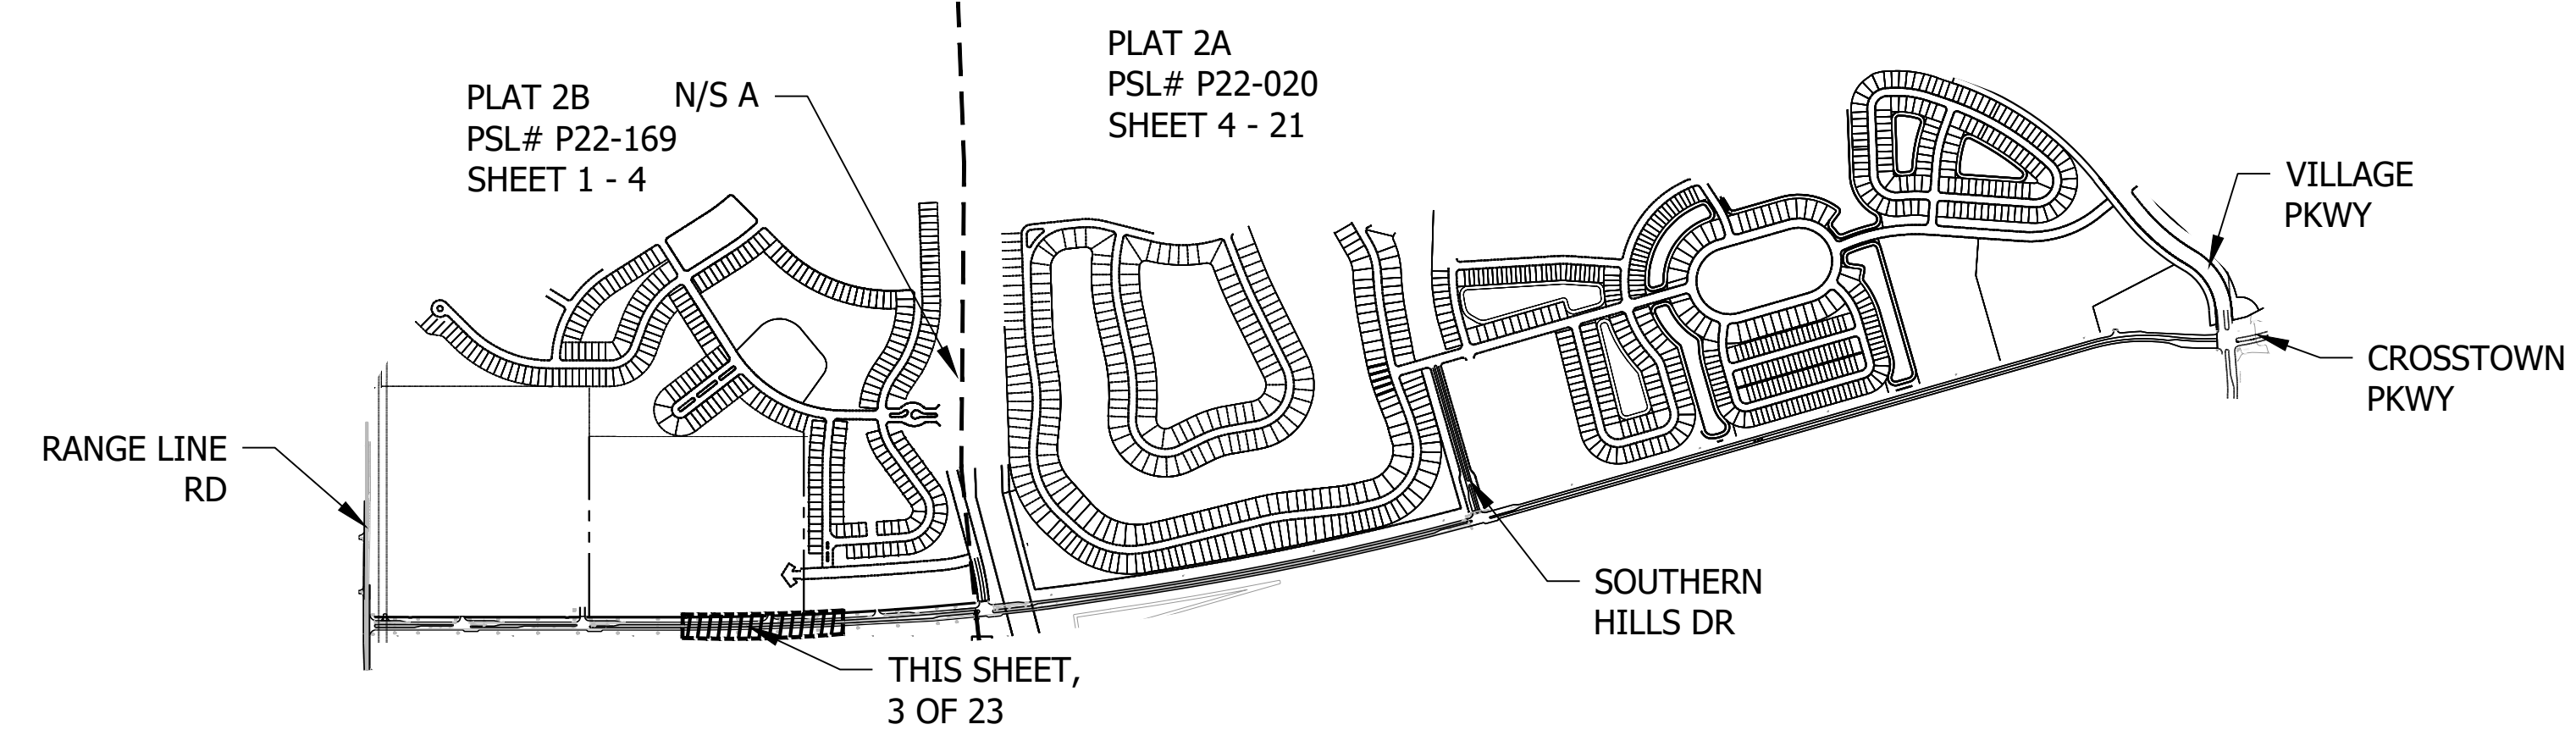 PLAT 2B
PSL# P22-169
SHEET 1 - 4
N/S A
PLAT 2A
PSL# P22-020
SHEET 4 - 21
VILLAGE
PKWY
CROSSTOWN
PKWY
RANGE LINE
RD
SOUTHERN
HILLS DR
THIS SHEET,
3 OF 23